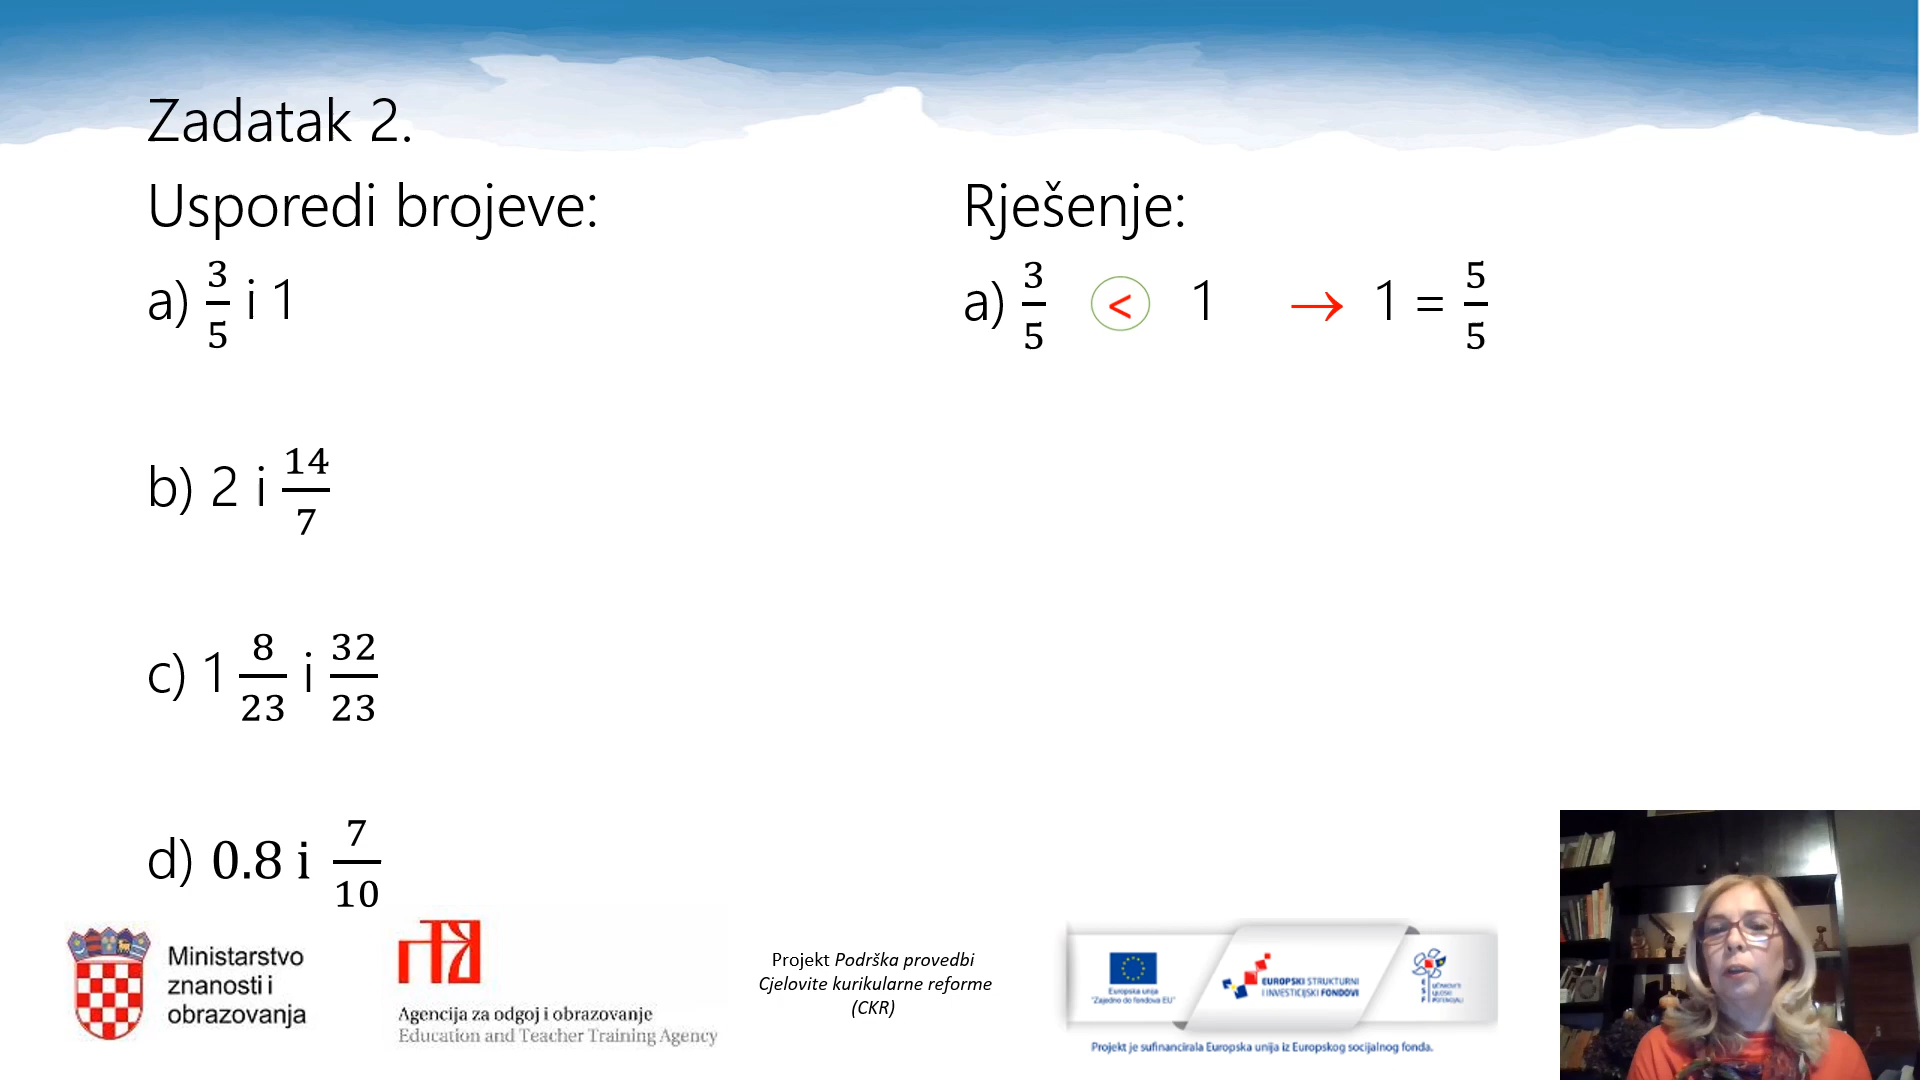 Zadatak 2.
Usporedi brojeve:
a) 3/5 i 1
b) 2 i 14/7
c) 1 8/23 i 32/23
d) 0.8 i 7/10
Rješenje:
a) 3/5 < 1 → 1 = 5/5
Ministarstvo
znanosti i
obrazovanja
Agencija za odgoj i obrazovanje
Education and Teacher Training Agency
Projekt Podrška provedbi
Cjelovite kurikularne reforme
(CKR)
Europska unija
"Zajedno do fondova EU"
EUROPSKI STRUKTURNI
I INVESTICIJSKI FONDOVI
ESF
Projekt je sufinancirala Europska unija iz Europskog socijalnog fonda.